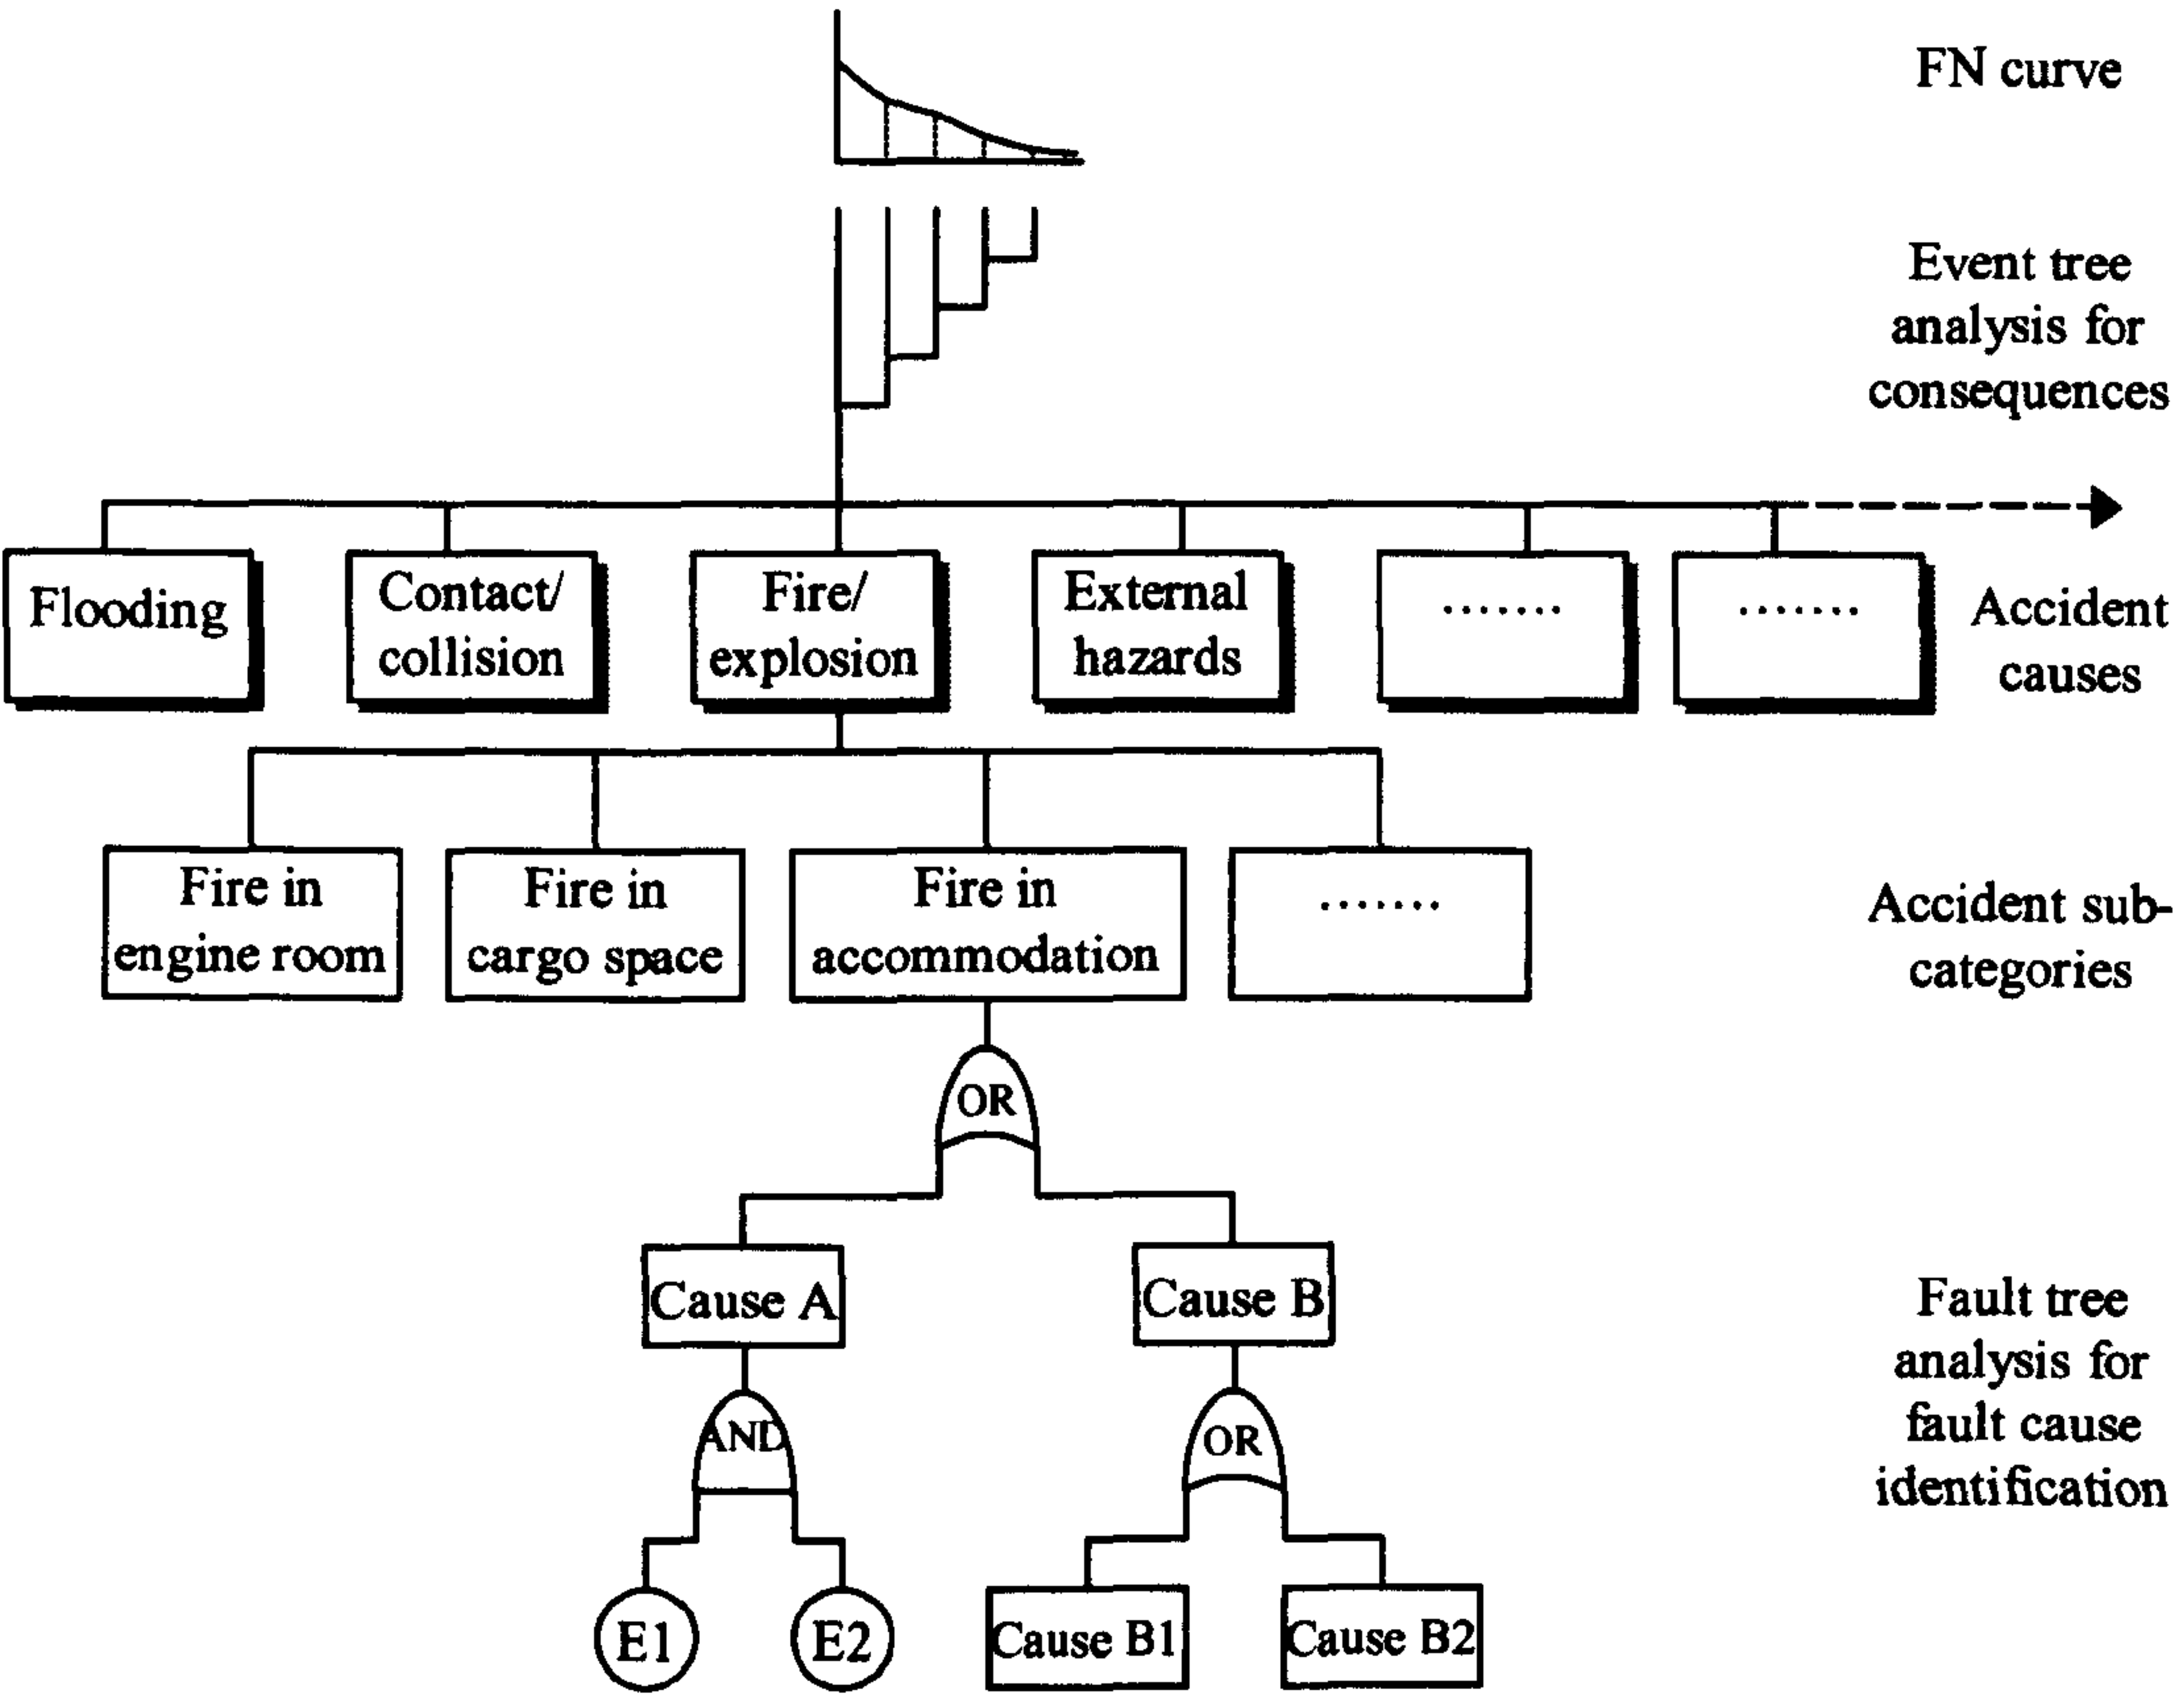 FN curve
Event tree
analysis for
consequences
Flooding
Contact/
collision
Fire/
explosion
External
hazards
.......
.......
Accident
causes
Fire in
engine room
Fire in
cargo space
Fire in
accommodation
.......
Accident sub-
categories
OR
Cause A
Cause B
Fault tree
analysis for
fault cause
identification
AND
OR
E1
E2
Cause B1
Cause B2